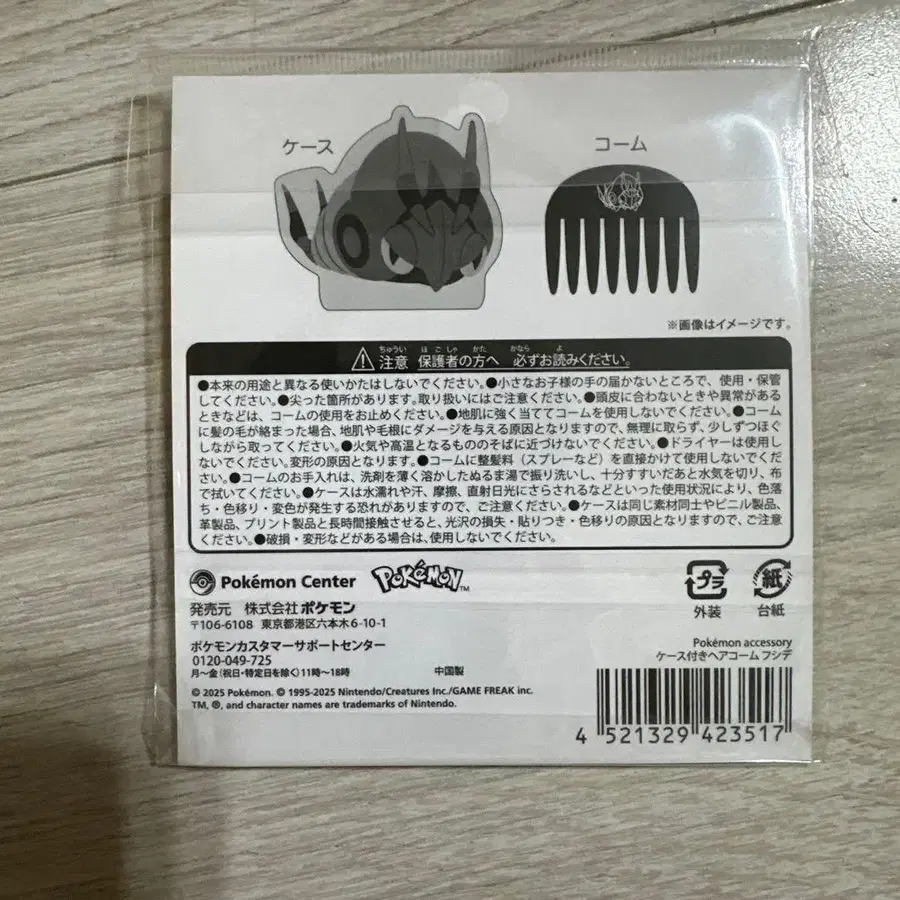 ケース
コーム
※画像はイメージです。
注意 保護者の方へ 必ずお読みください。
●本来の用途と異なる使いかたはしないでください。●小さなお子様の手の届かないところで、使用・保管
してください。●尖った箇所があります。取り扱いにはご注意ください。●頭皮に合わないときや異常がある
ときなどは、コームの使用をお止めください。●地肌に強く当ててコームを使用しないでください。●コーム
に髪の毛が絡まった場合、地肌や毛根にダメージを与える原因となりますので、無理に取らず、少しずつほぐ
しながら取ってください。●火気や高温となるもののそばに近づけないでください。●ドライヤーは使用し
ないでください。変形の原因となります。●コームに整髪料（スプレーなど）を直接かけて使用しないでくださ
い。●コームのお手入れは、洗剤を薄く溶かしたぬるま湯で振り洗いし、十分すすいだあと水気を切り、布
で拭いてください。●ケースは水濡れや汗、摩擦、直射日光にさらされるなどといった使用状況により、色落
ち・色移り・変色が発生する恐れがありますので、ご注意ください。●ケースは同じ素材同士やビニル製品、
革製品、プリント製品と長時間接触させると、光沢の損失・貼りつき・色移りの原因となりますので、ご注意
ください。●破損・変形などがある場合は、使用しないでください。
Pokémon Center POKÉMON™
プラ
外装
紙
台紙
発売元 株式会社ポケモン
〒106-6108 東京都港区六本木6-10-1
ポケモンカスタマーサポートセンター
0120-049-725
月〜金（祝日・特定日を除く）11時〜18時 中国製
© 2025 Pokémon. © 1995-2025 Nintendo/Creatures Inc./GAME FREAK inc.
TM, ®, and character names are trademarks of Nintendo.
Pokémon accessory
ケース付きヘアコーム フシデ
4 521329 423517